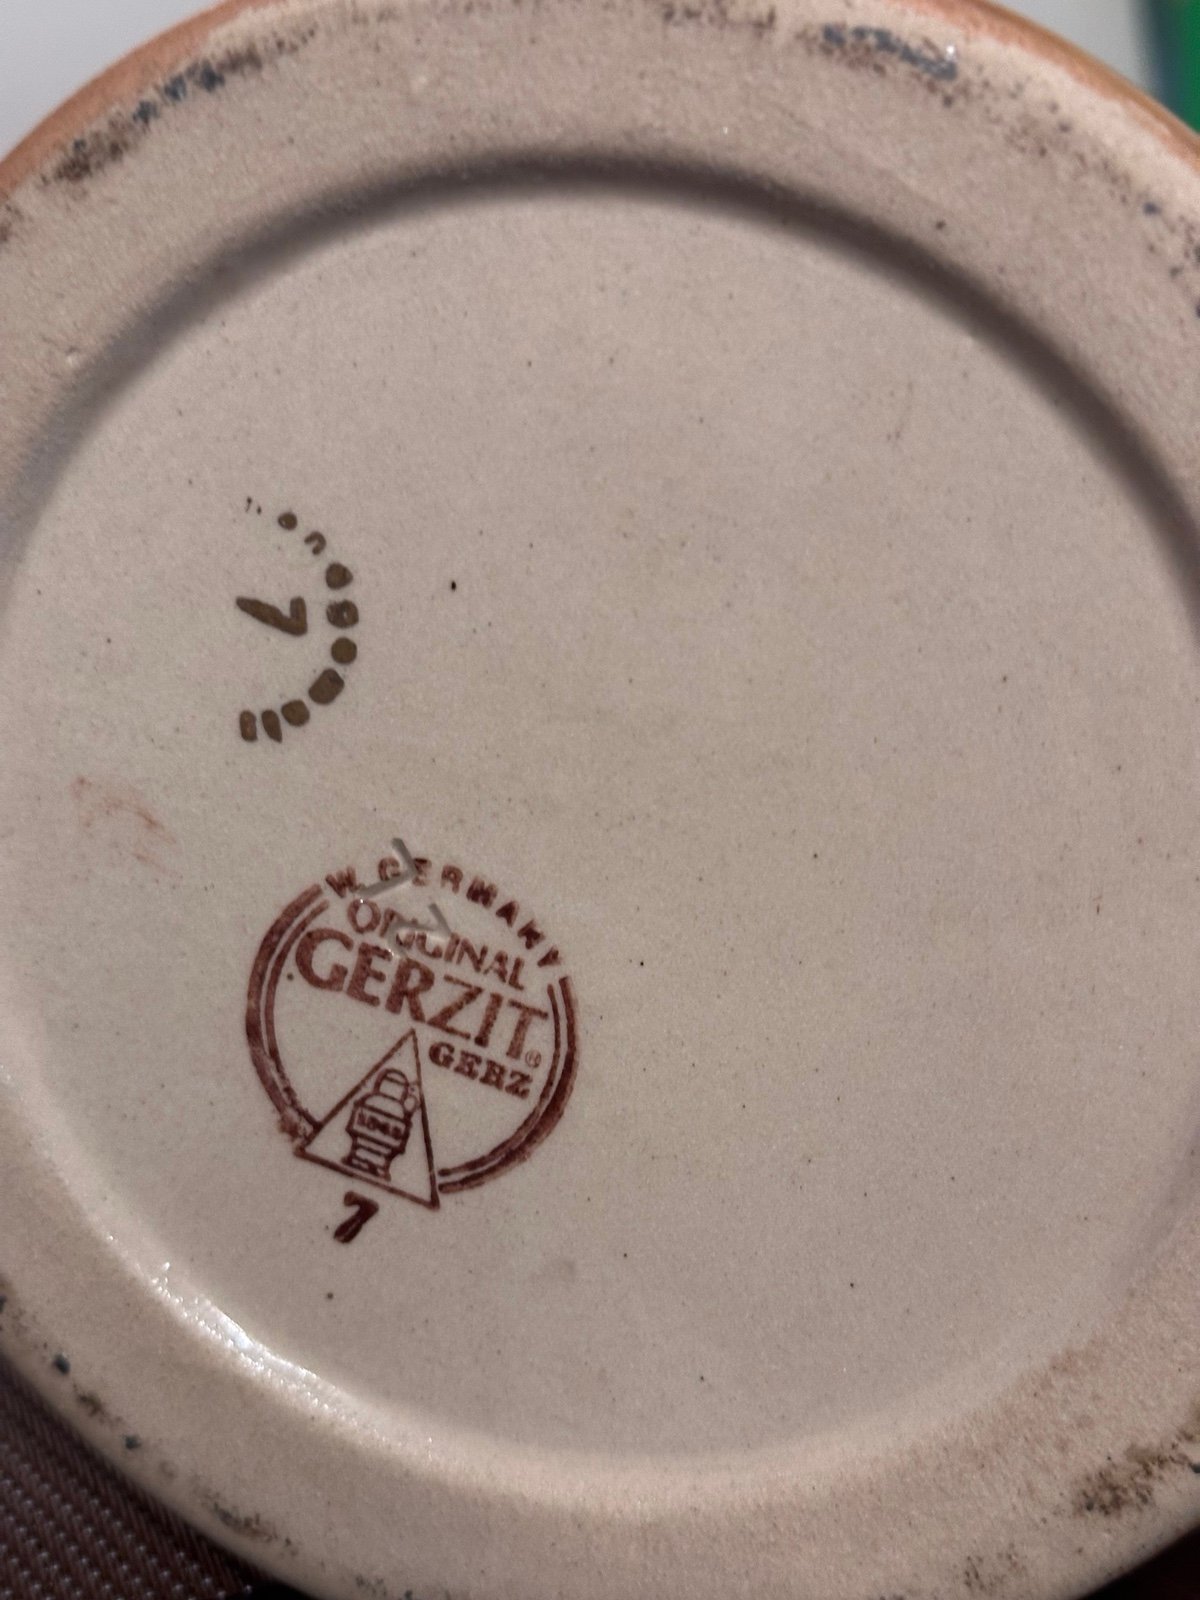 W. GERMANY
ORIGINAL
GERZIT®
GERZ
7